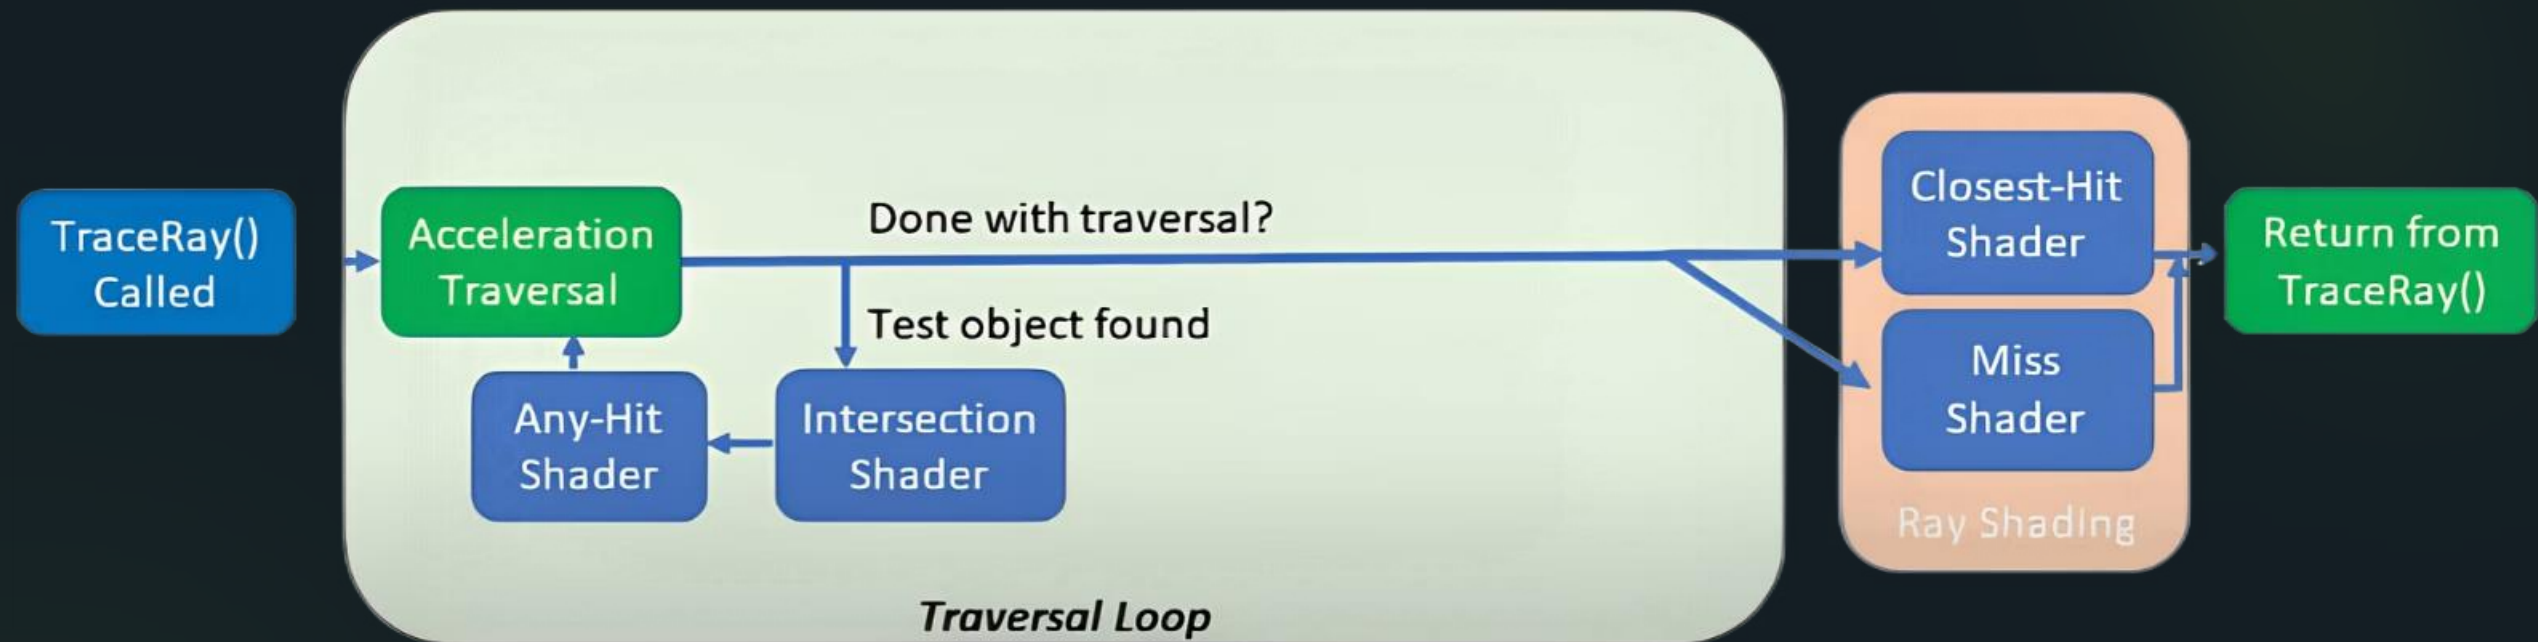 TraceRay()
Called
Acceleration
Traversal
Done with traversal?
Test object found
Any-Hit
Shader
Intersection
Shader
Traversal Loop
Closest-Hit
Shader
Miss
Shader
Ray Shading
Return from
TraceRay()